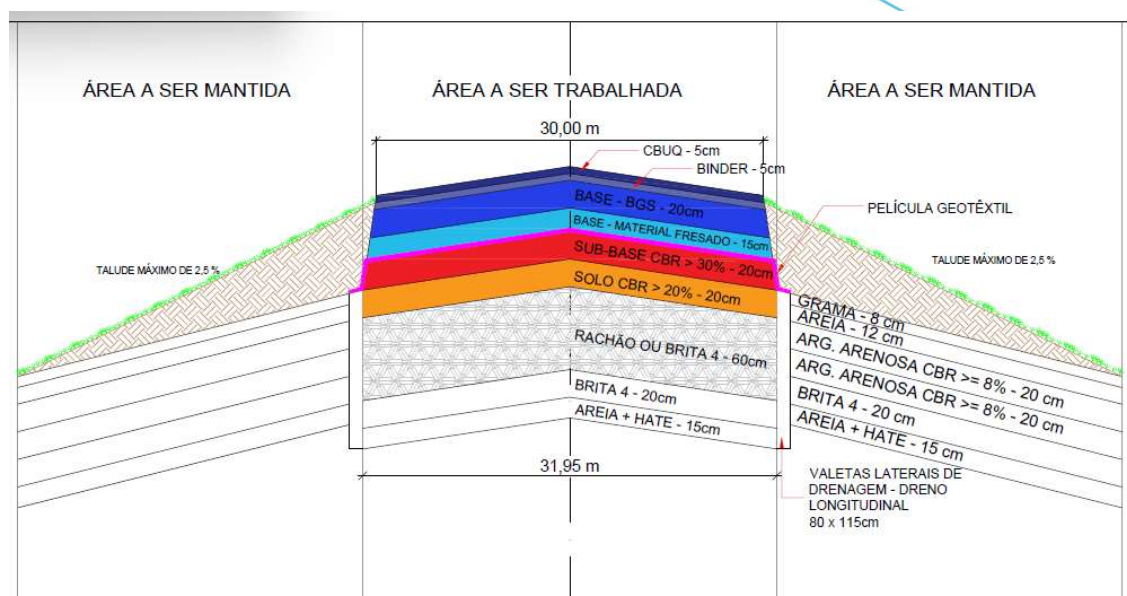 ÁREA A SER MANTIDA
ÁREA A SER TRABALHADA
ÁREA A SER MANTIDA
30,00 m
CBUQ - 5cm
BINDER - 5cm
BASE - BGS - 20cm
PELÍCULA GEOTÊXTIL
BASE - MATERIAL FRESADO - 15cm
SUB-BASE CBR > 30% - 20cm
TALUDE MÁXIMO DE 2,5 %
TALUDE MÁXIMO DE 2,5 %
SOLO CBR > 20% - 20cm
GRAMA - 8 cm
AREIA - 12 cm
RACHÃO OU BRITA 4 - 60cm
ARG. ARENOSA CBR >= 8% - 20 cm
ARG. ARENOSA CBR >= 8% - 20 cm
BRITA 4 - 20cm
BRITA 4 - 20 cm
AREIA + HATE - 15cm
AREIA + HATE - 15 cm
31,95 m
VALETAS LATERAIS DE
DRENAGEM - DRENO
LONGITUDINAL
80 x 115cm